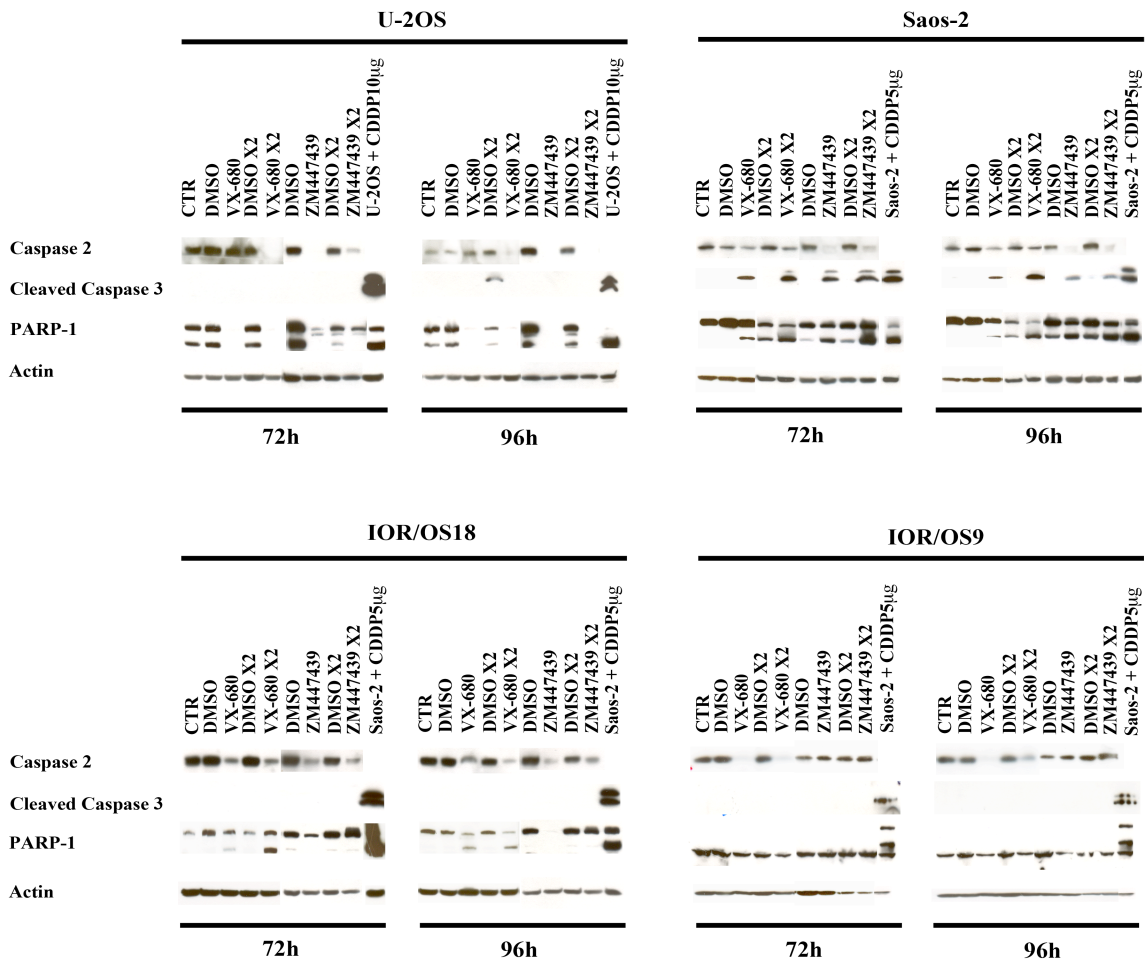 U-2OS
Saos-2
CTR
DMSO
VX-680
DMSO X2
VX-680 X2
DMSO
ZM447439
DMSO X2
ZM447439 X2
U-2OS + CDDP10µg
CTR
DMSO
VX-680
DMSO X2
VX-680 X2
DMSO
ZM447439
DMSO X2
ZM447439 X2
U-2OS + CDDP10µg
CTR
DMSO
VX-680
DMSO X2
VX-680 X2
DMSO
ZM447439
DMSO X2
ZM447439 X2
Saos-2 + CDDP5µg
CTR
DMSO
VX-680
DMSO X2
VX-680 X2
DMSO
ZM447439
DMSO X2
ZM447439 X2
Saos-2 + CDDP5µg
Caspase 2
Cleaved Caspase 3
PARP-1
Actin
72h
96h
72h
96h
IOR/OS18
IOR/OS9
CTR
DMSO
VX-680
DMSO X2
VX-680 X2
DMSO
ZM447439
DMSO X2
ZM447439 X2
Saos-2 + CDDP5µg
CTR
DMSO
VX-680
DMSO X2
VX-680 X2
DMSO
ZM447439
DMSO X2
ZM447439 X2
Saos-2 + CDDP5µg
CTR
DMSO
VX-680
DMSO X2
VX-680 X2
DMSO
ZM447439
DMSO X2
ZM447439 X2
Saos-2 + CDDP5µg
CTR
DMSO
VX-680
DMSO X2
VX-680 X2
DMSO
ZM447439
DMSO X2
ZM447439 X2
Saos-2 + CDDP5µg
Caspase 2
Cleaved Caspase 3
PARP-1
Actin
72h
96h
72h
96h